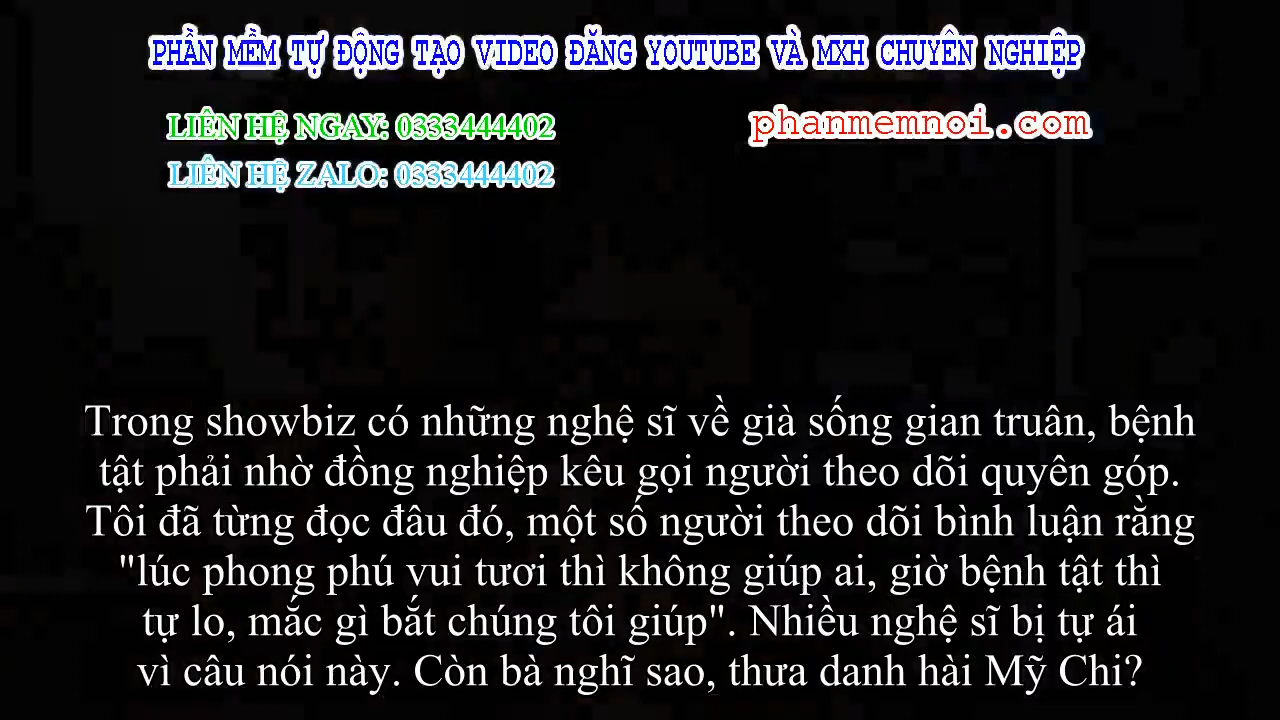 PHẦN MỀM TỰ ĐỘNG TẠO VIDEO ĐĂNG YOUTUBE VÀ MXH CHUYÊN NGHIỆP
LIÊN HỆ NGAY: 0333444402
phanmemnoi.com
LIÊN HỆ ZALO: 0333444402
Trong showbiz có những nghệ sĩ về già sống gian truân, bệnh
tật phải nhờ đồng nghiệp kêu gọi người theo dõi quyên góp.
Tôi đã từng đọc đâu đó, một số người theo dõi bình luận rằng
"lúc phong phú vui tươi thì không giúp ai, giờ bệnh tật thì
tự lo, mắc gì bắt chúng tôi giúp". Nhiều nghệ sĩ bị tự ái
vì câu nói này. Còn bà nghĩ sao, thưa danh hài Mỹ Chi?